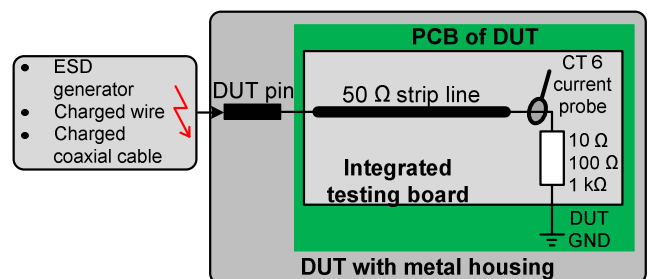 • ESD
generator
• Charged wire
• Charged
coaxial cable
DUT pin
PCB of DUT
50 Ω strip line
CT 6
current
probe
Integrated
testing board
10 Ω
100 Ω
1 kΩ
DUT
GND
DUT with metal housing